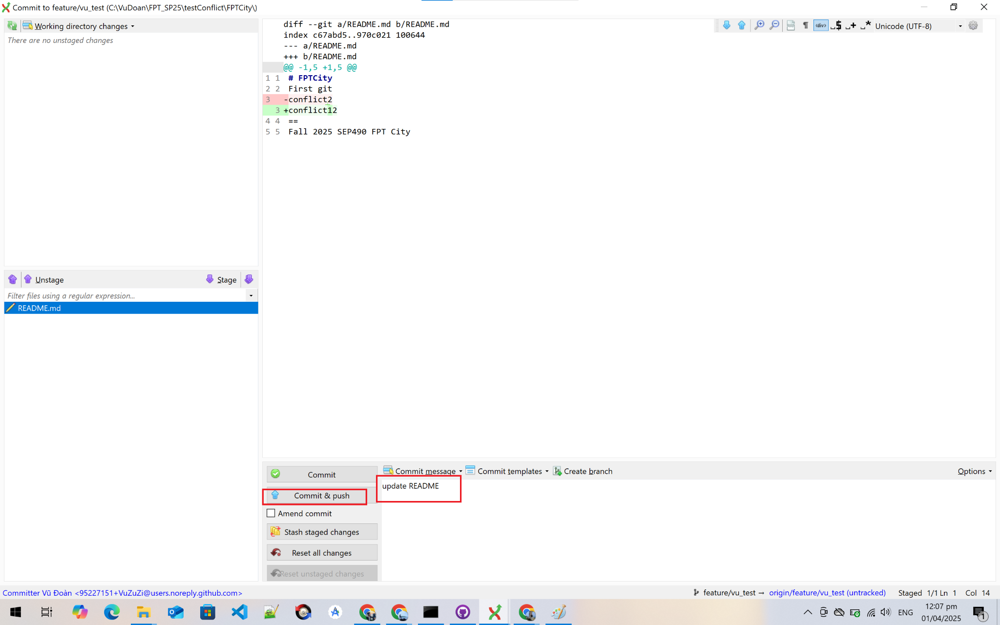 Commit to feature/vu_test (C:\VuDoan\FPT_SP25\testConflict\FPTCity\)
Working directory changes
There are no unstaged changes
Unstage
Stage
Filter files using a regular expression...
README.md
diff --git a/README.md b/README.md
index c67abd5..970c021 100644
--- a/README.md
+++ b/README.md
@@ -1,5 +1,5 @@
1 1 # FPTCity
2 2 First git
3 -conflict2
3 +conflict12
4 4 ==
5 5 Fall 2025 SEP490 FPT City
<div>
Unicode (UTF-8)
Commit
Commit & push
Amend commit
Stash staged changes
Reset all changes
Reset unstaged changes
Commit message
Commit templates
Create branch
Options
update README
Committer Vũ Đoàn <95227151+VuZuZi@users.noreply.github.com>
feature/vu_test → origin/feature/vu_test (untracked)
Staged 1/1 Ln 1 Col 14
ENG
12:07 pm
01/04/2025
1